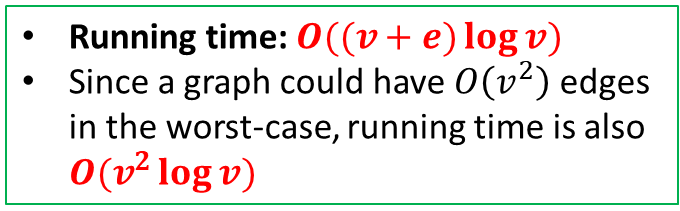 • Running time: O((v + e) log v)
• Since a graph could have O(v²) edges
in the worst-case, running time is also
O(v² log v)